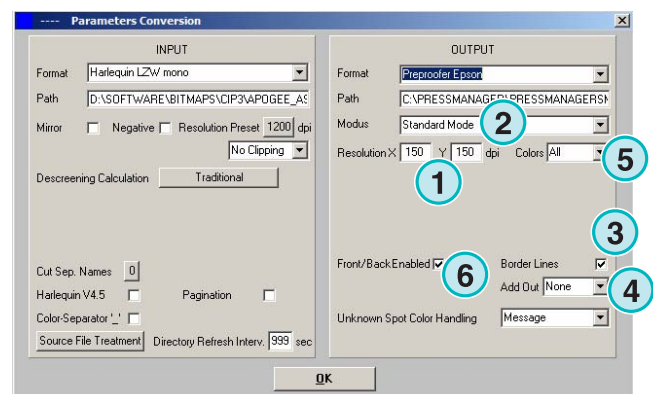 ---- Parameters Conversion
INPUT
Format Harlequin LZW mono
Path D:\SOFTWARE\BITMAPS\CIP3\APOGEE_AS
Mirror Negative Resolution Preset 1200 dpi
No Clipping
Descreening Calculation Traditional
Cut Sep. Names 0
Harlequin V4.5 Pagination
Color-Separator '_'
Source File Treatment Directory Refresh Interv. 999 sec
OUTPUT
Format Preproofer Epson
Path C:\PRESSMANAGER\PRESSMANAGERSM
Modus Standard Mode 2
Resolution X 150 Y 150 dpi Colors All 5
1
3
Front/Back Enabled 6 Border Lines
Add Out None 4
Unknown Spot Color Handling Message
OK